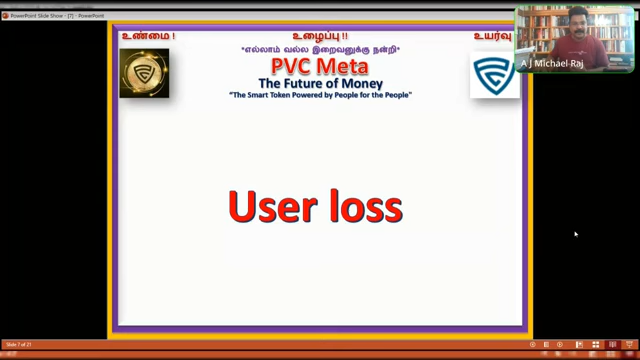 PowerPoint Slide Show - [7] - PowerPoint
உண்மை ! உழைப்பு !! உயர்வு
*எல்லாம் வல்ல இறைவனுக்கு நன்றி*
PVC Meta
The Future of Money
“The Smart Token Powered by People for the People”
A J Michael-Raj
User loss
Slide 7 of 21